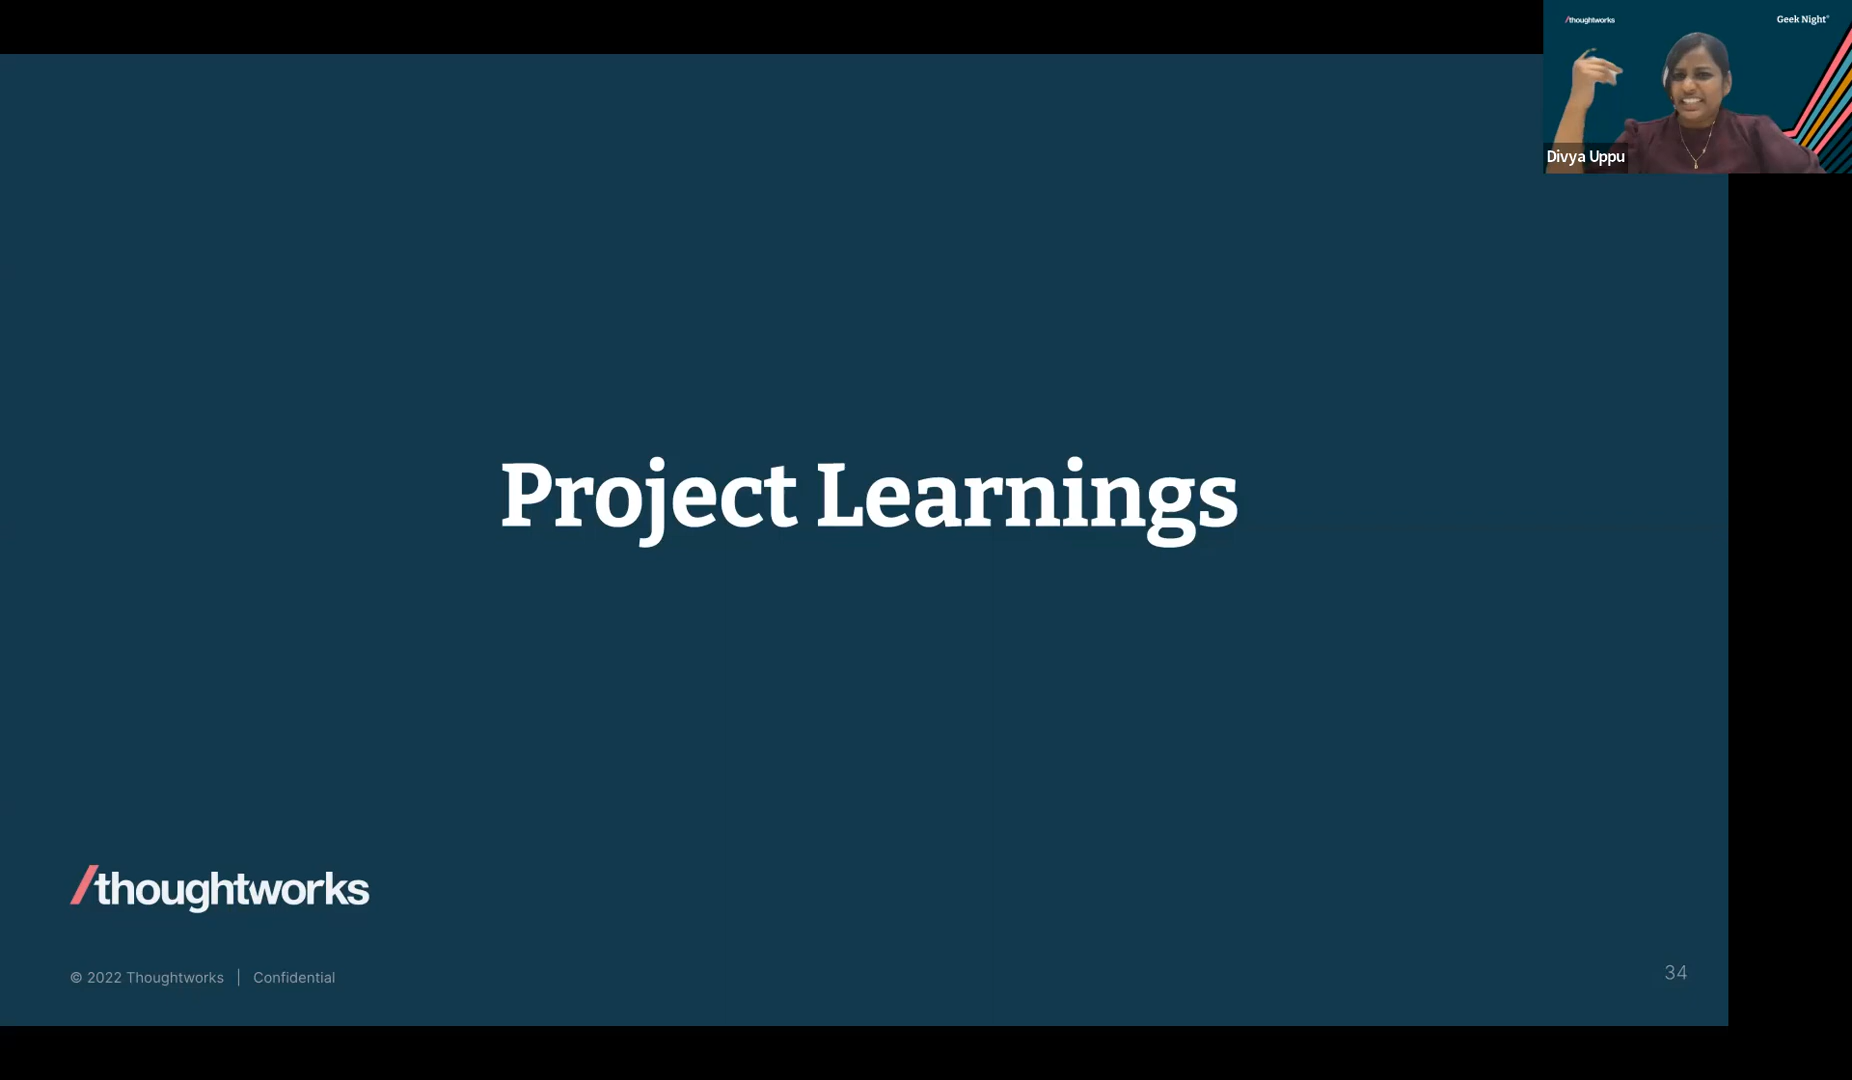 /thoughtworks
Geek Night®
Divya Uppu
Project Learnings
/thoughtworks
© 2022 Thoughtworks | Confidential
34